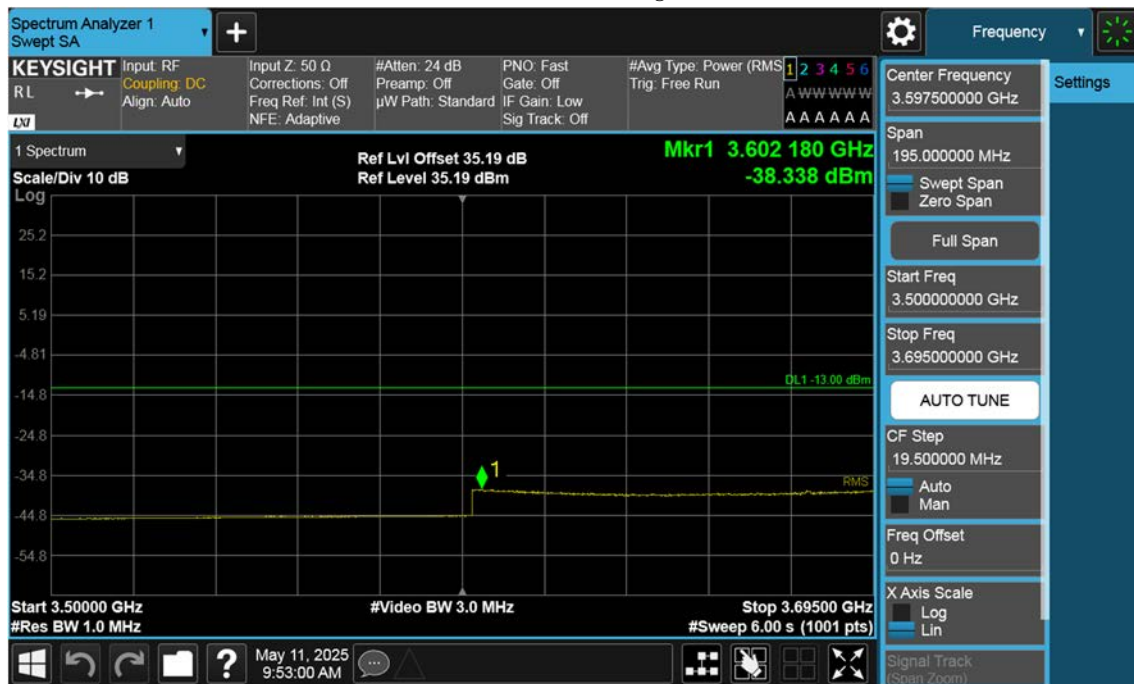 Spectrum Analyzer 1
Swept SA
+
Frequency
KEYSIGHT
RL
LXI
Input: RF
Coupling: DC
Align: Auto
Input Z: 50 Ω
Corrections: Off
Freq Ref: Int (S)
NFE: Adaptive
#Atten: 24 dB
Preamp: Off
µW Path: Standard
PNO: Fast
Gate: Off
IF Gain: Low
Sig Track: Off
#Avg Type: Power (RMS
Trig: Free Run
1 2 3 4 5 6
A W W W W W
A A A A A A
1 Spectrum
Scale/Div 10 dB
Ref Lvl Offset 35.19 dB
Ref Level 35.19 dBm
Mkr1 3.602 180 GHz
-38.338 dBm
Log
25.2
15.2
5.19
-4.81
DL1 -13.00 dBm
-14.8
-24.8
-34.8
1
RMS
-44.8
-54.8
Start 3.50000 GHz
#Res BW 1.0 MHz
#Video BW 3.0 MHz
Stop 3.69500 GHz
#Sweep 6.00 s (1001 pts)
Center Frequency
3.597500000 GHz
Span
195.000000 MHz
Swept Span
Zero Span
Full Span
Start Freq
3.500000000 GHz
Stop Freq
3.695000000 GHz
AUTO TUNE
CF Step
19.500000 MHz
Auto
Man
Freq Offset
0 Hz
X Axis Scale
Log
Lin
Signal Track
(Span Zoom)
Settings
?
May 11, 2025
9:53:00 AM